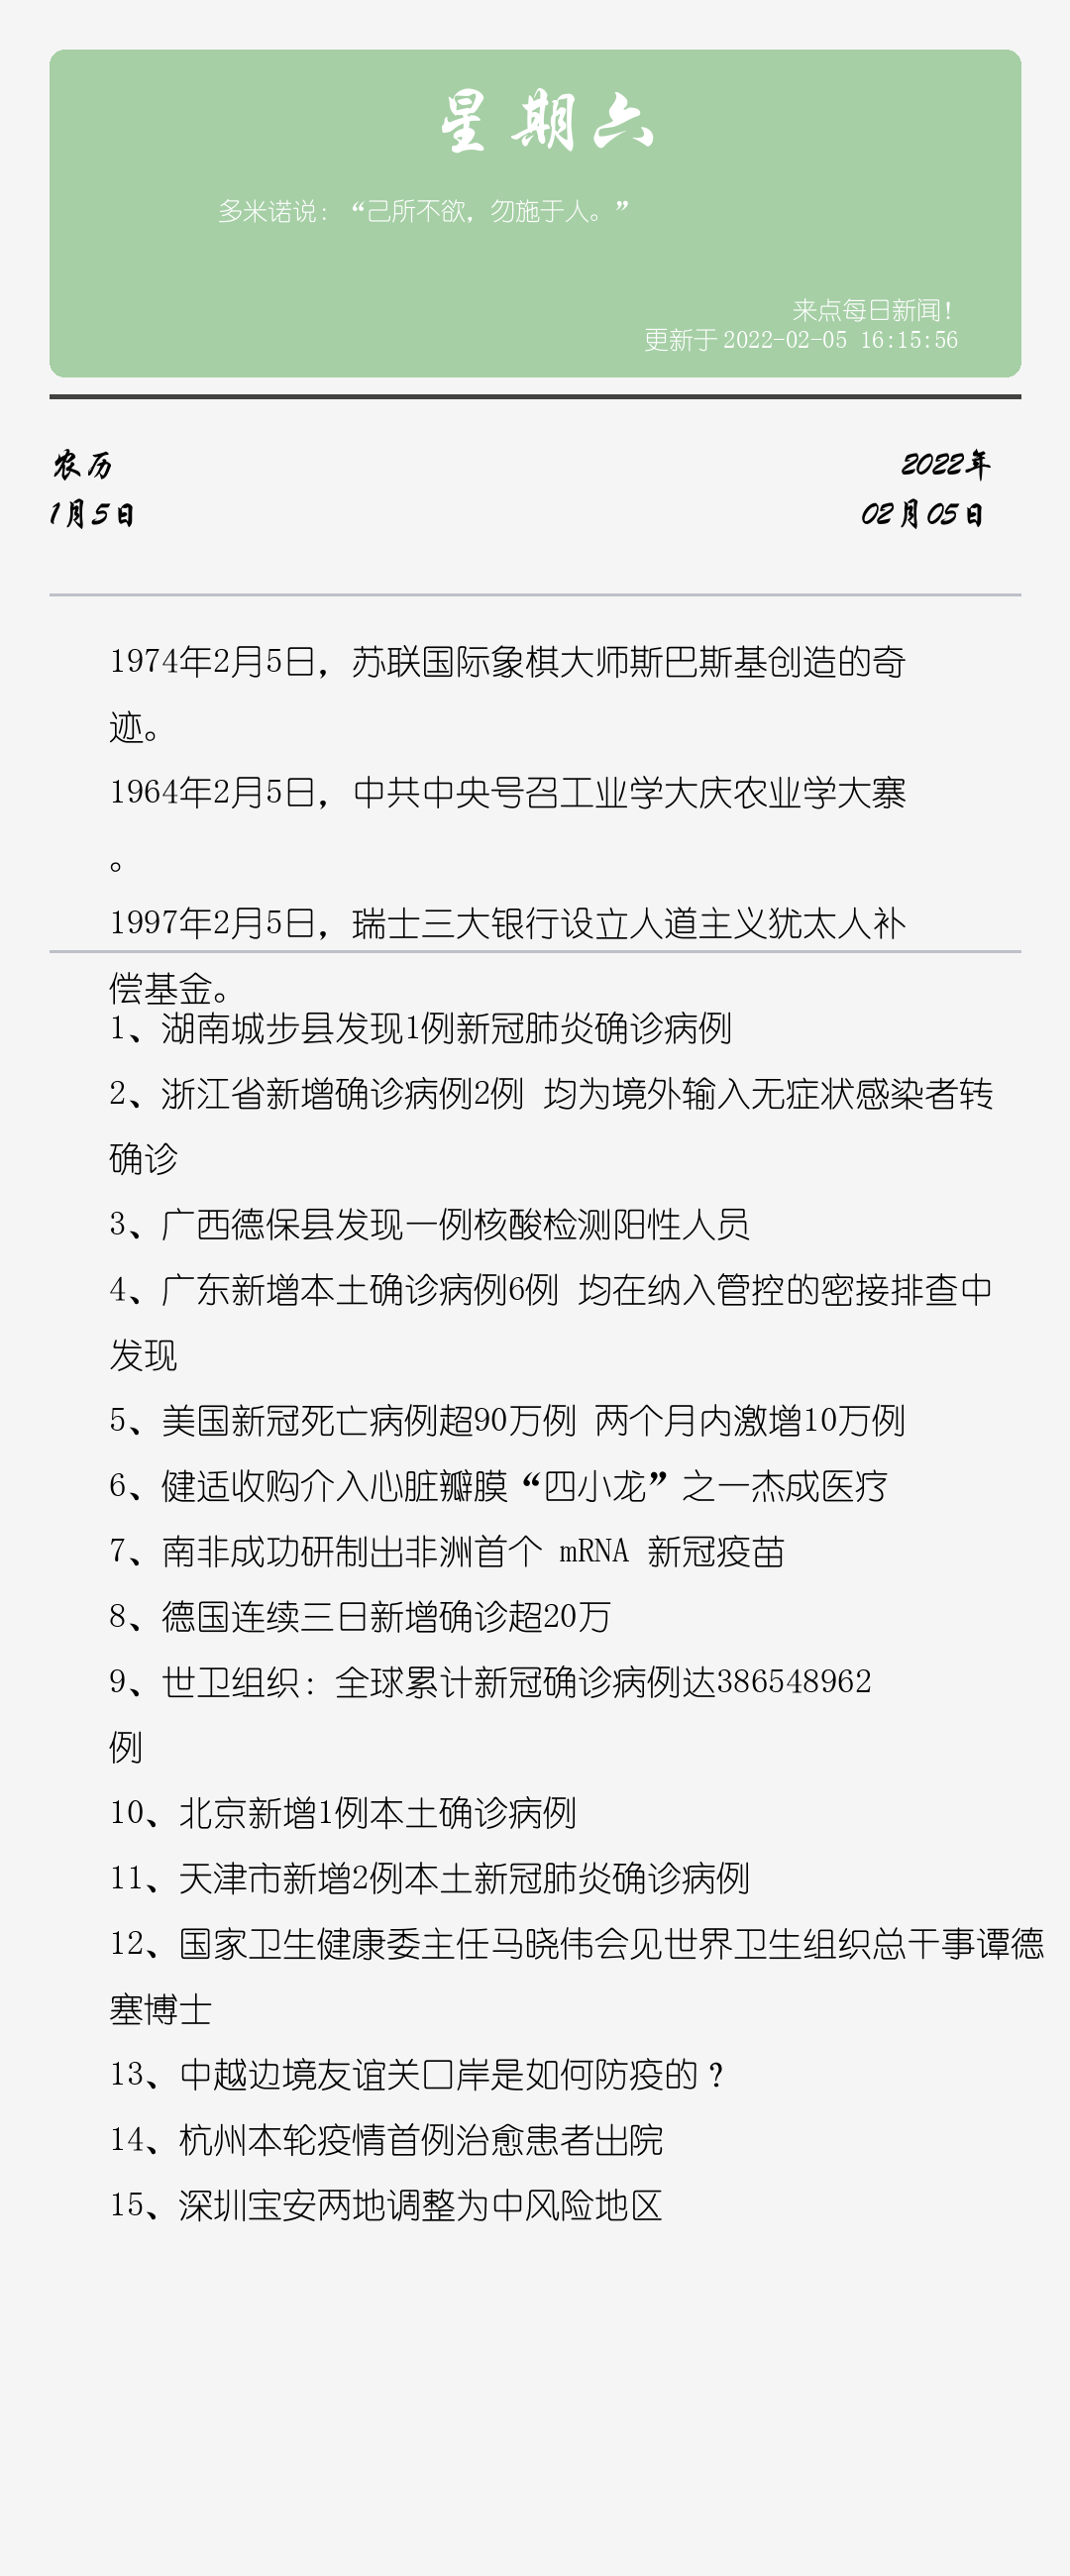 星期六
多米诺说：“己所不欲，勿施于人。”
来点每日新闻！
更新于 2022-02-05 16:15:56
农历
2022年
1月5日
02月05日
1974年2月5日，苏联国际象棋大师斯巴斯基创造的奇
迹。
1964年2月5日，中共中央号召工业学大庆农业学大寨
。
1997年2月5日，瑞士三大银行设立人道主义犹太人补
偿基金。
1、湖南城步县发现1例新冠肺炎确诊病例
2、浙江省新增确诊病例2例 均为境外输入无症状感染者转
确诊
3、广西德保县发现一例核酸检测阳性人员
4、广东新增本土确诊病例6例 均在纳入管控的密接排查中
发现
5、美国新冠死亡病例超90万例 两个月内激增10万例
6、健适收购介入心脏瓣膜“四小龙”之一杰成医疗
7、南非成功研制出非洲首个 mRNA 新冠疫苗
8、德国连续三日新增确诊超20万
9、世卫组织：全球累计新冠确诊病例达386548962
例
10、北京新增1例本土确诊病例
11、天津市新增2例本土新冠肺炎确诊病例
12、国家卫生健康委主任马晓伟会见世界卫生组织总干事谭德
塞博士
13、中越边境友谊关口岸是如何防疫的？
14、杭州本轮疫情首例治愈患者出院
15、深圳宝安两地调整为中风险地区